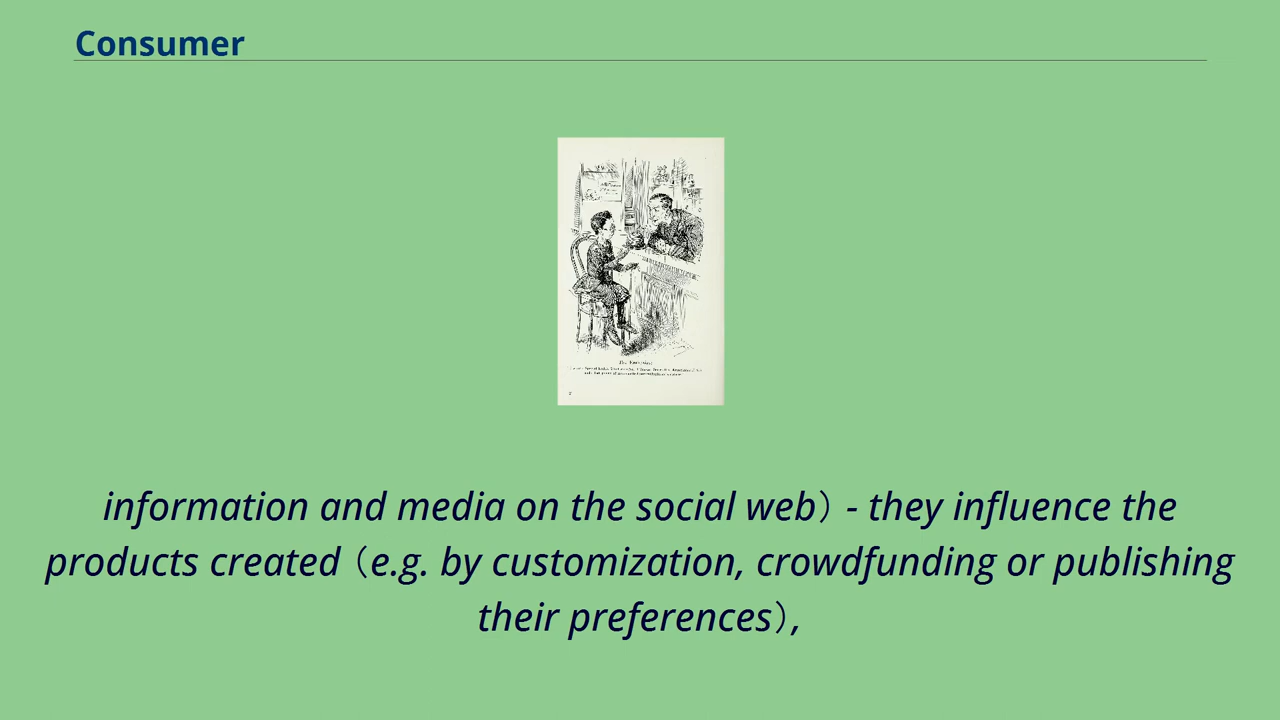 Consumer
information and media on the social web) - they influence the
products created (e.g. by customization, crowdfunding or publishing
their preferences),